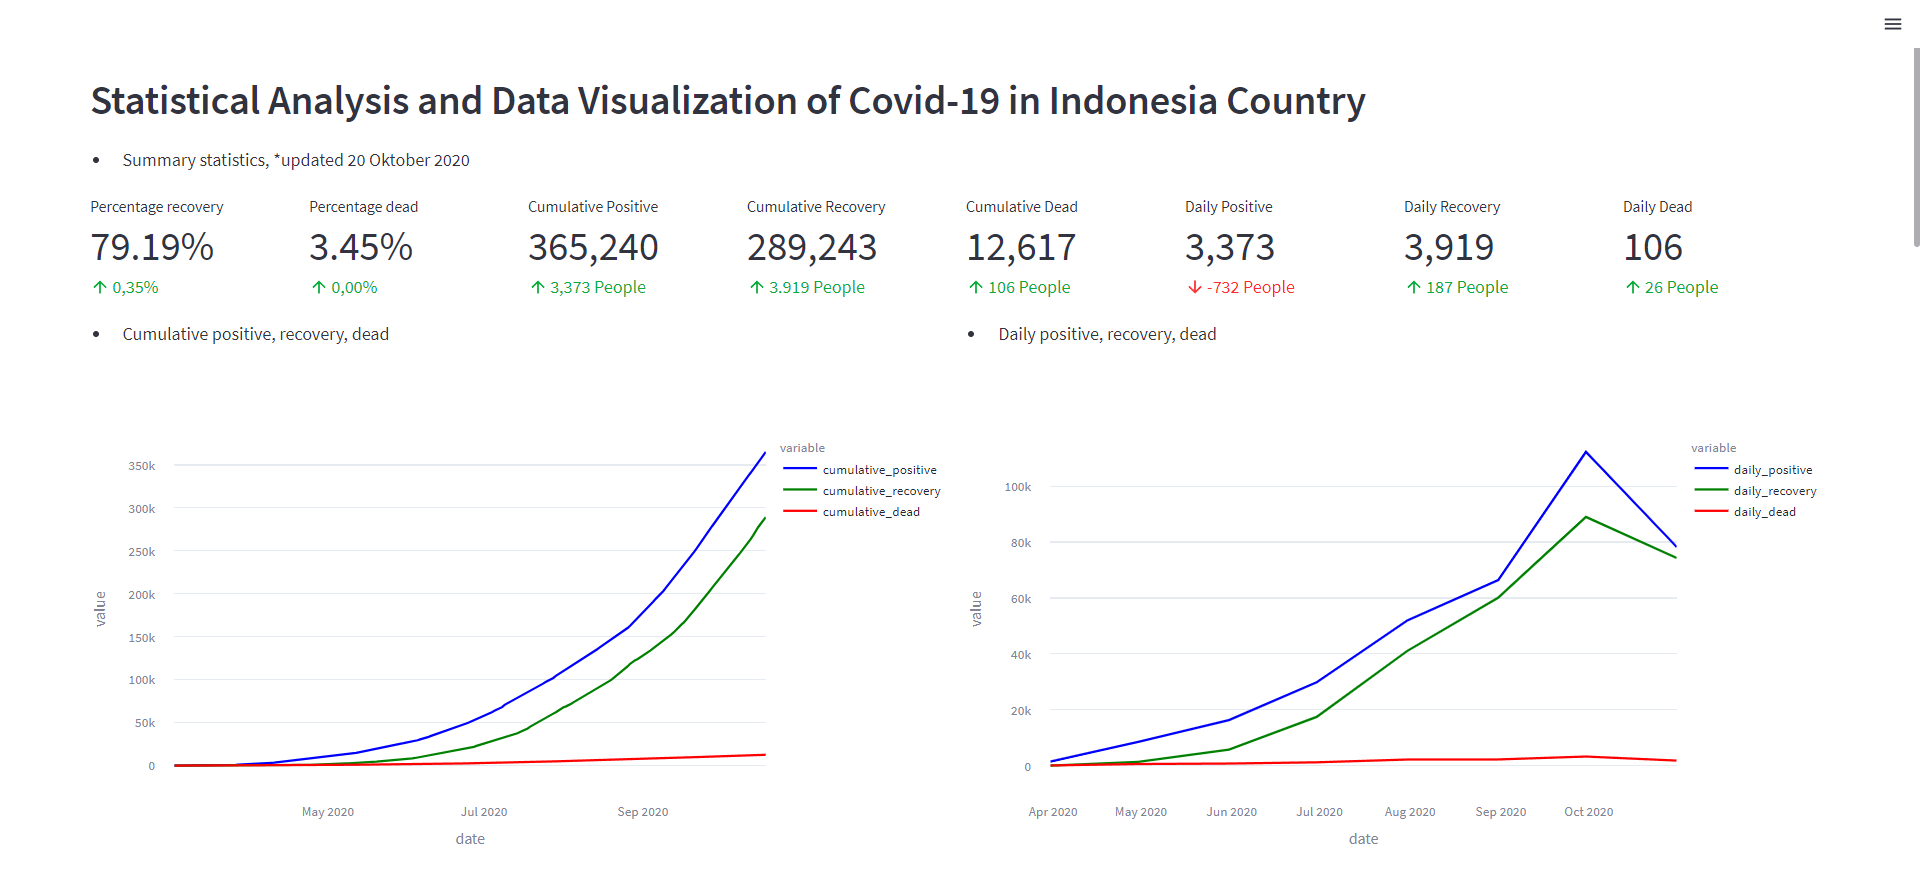 Statistical Analysis and Data Visualization of Covid-19 in Indonesia Country
• Summary statistics, *updated 20 Oktober 2020
Percentage recovery
79.19%
↑ 0,35%
Percentage dead
3.45%
↑ 0,00%
Cumulative Positive
365,240
↑ 3,373 People
Cumulative Recovery
289,243
↑ 3.919 People
Cumulative Dead
12,617
↑ 106 People
Daily Positive
3,373
↓ -732 People
Daily Recovery
3,919
↑ 187 People
Daily Dead
106
↑ 26 People
• Cumulative positive, recovery, dead
value
350k
300k
250k
200k
150k
100k
50k
0
May 2020
Jul 2020
Sep 2020
date
variable
cumulative_positive
cumulative_recovery
cumulative_dead
• Daily positive, recovery, dead
value
100k
80k
60k
40k
20k
0
Apr 2020
May 2020
Jun 2020
Jul 2020
Aug 2020
Sep 2020
Oct 2020
date
variable
daily_positive
daily_recovery
daily_dead